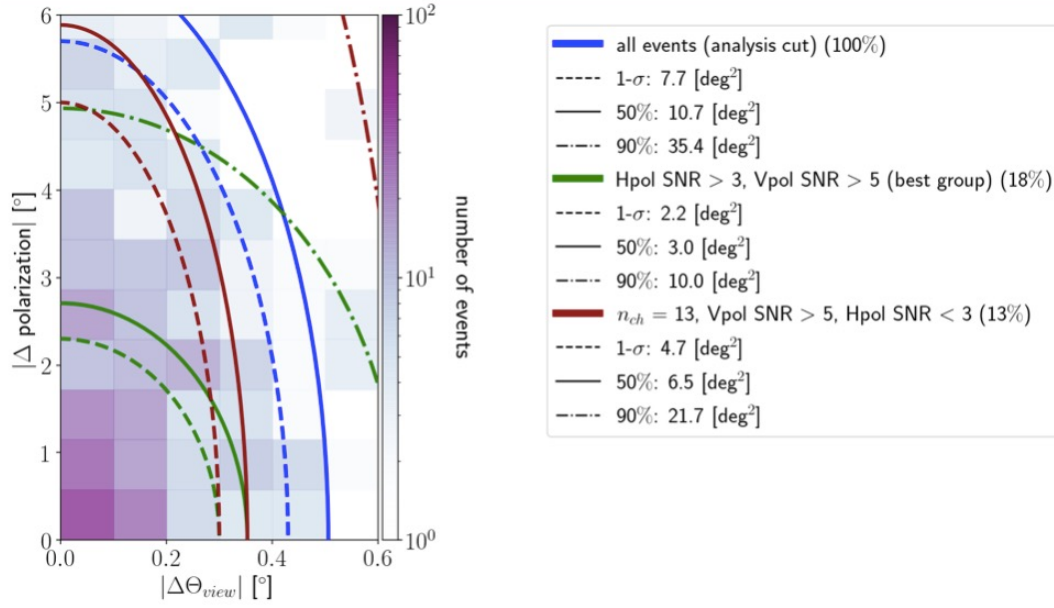 6
5
4
3
2
1
0
|Δ polarization| [°]
0.0
0.2
0.4
0.6
|ΔΘ_{view}| [°]
10²
10¹
10⁰
number of events
all events (analysis cut) (100%)
1-σ: 7.7 [deg²]
50%: 10.7 [deg²]
90%: 35.4 [deg²]
Hpol SNR > 3, Vpol SNR > 5 (best group) (18%)
1-σ: 2.2 [deg²]
50%: 3.0 [deg²]
90%: 10.0 [deg²]
n_{ch} = 13, Vpol SNR > 5, Hpol SNR < 3 (13%)
1-σ: 4.7 [deg²]
50%: 6.5 [deg²]
90%: 21.7 [deg²]